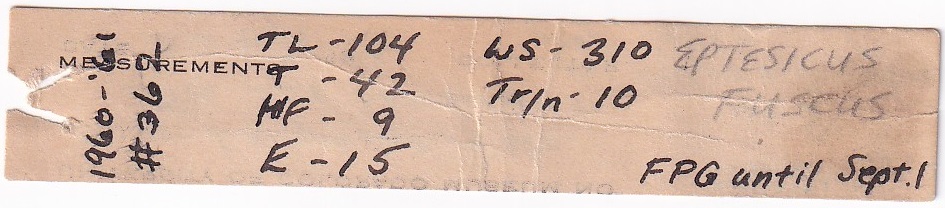 1960-61
#362
MEASUREMENTS
TL-104
T-42
HF-9
E-15
WS-310
Tr/n-10
EPTESICUS
FUSCUS
FPG until Sept.1